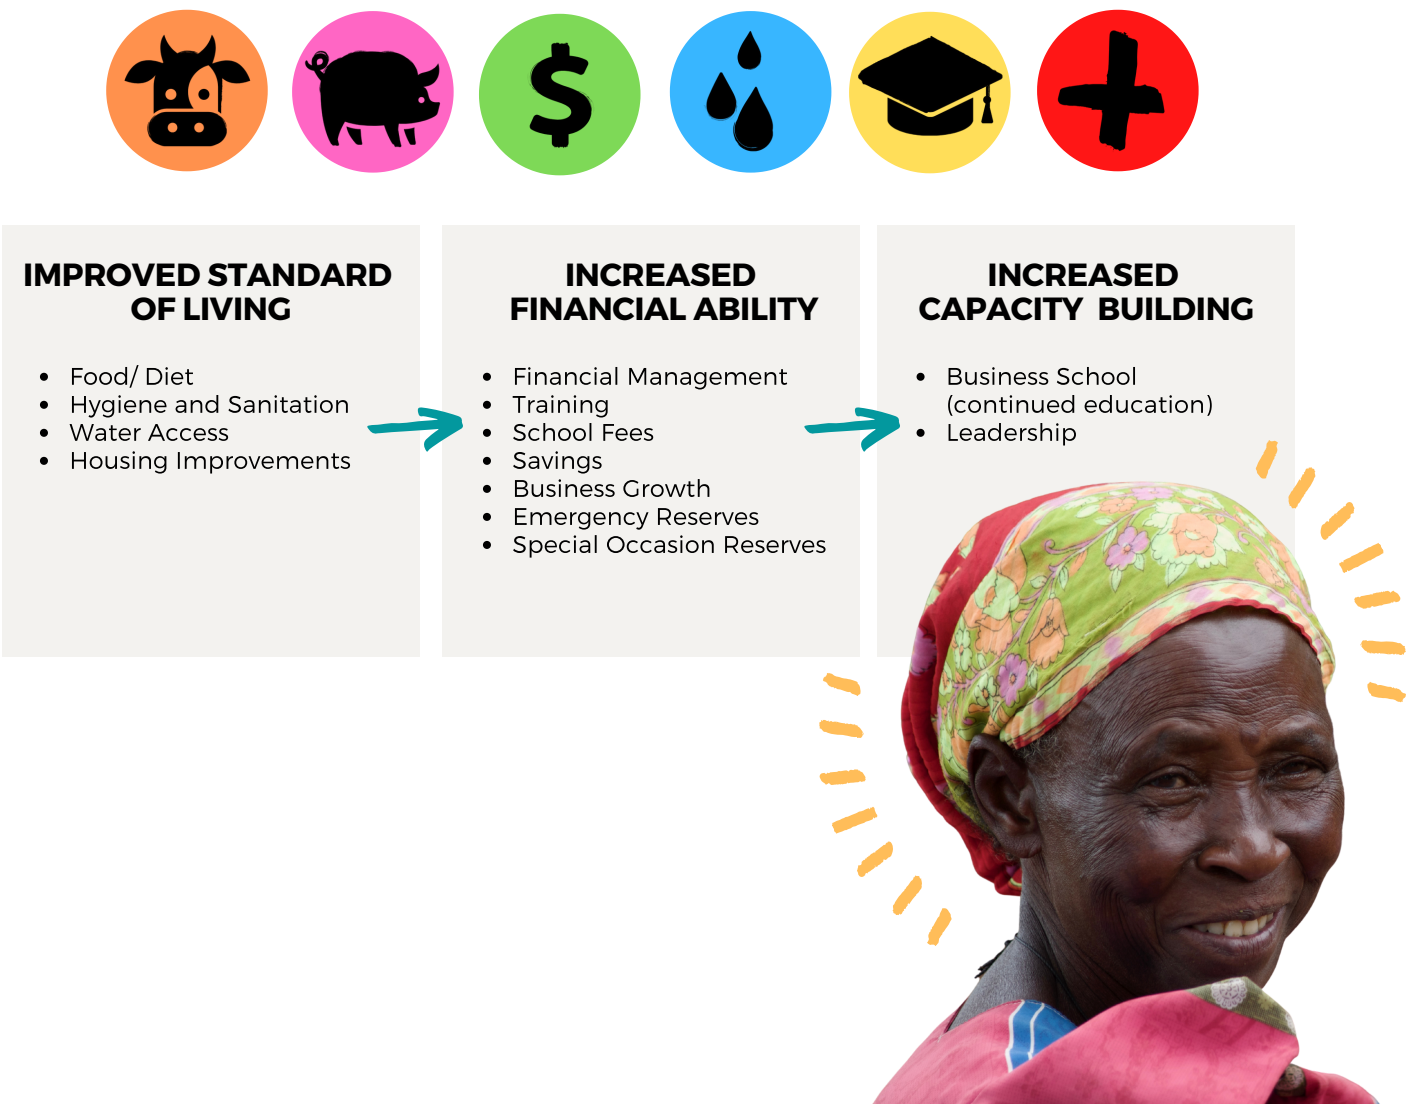 IMPROVED STANDARD
OF LIVING
• Food/ Diet
• Hygiene and Sanitation
• Water Access
• Housing Improvements
INCREASED
FINANCIAL ABILITY
• Financial Management
• Training
• School Fees
• Savings
• Business Growth
• Emergency Reserves
• Special Occasion Reserves
INCREASED
CAPACITY BUILDING
• Business School
(continued education)
• Leadership